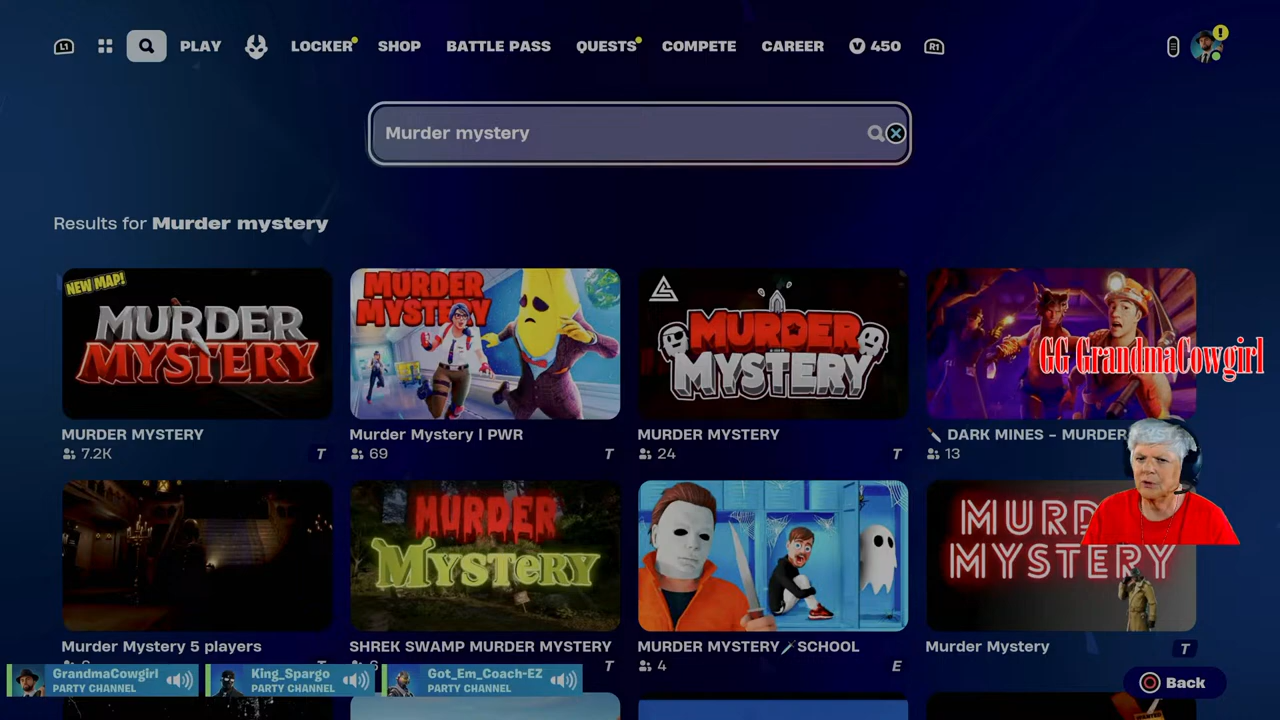 L1
PLAY
LOCKER
SHOP
BATTLE PASS
QUESTS
COMPETE
CAREER
V 450
R1
!
Murder mystery
Results for Murder mystery
NEW MAP!
MURDER
MYSTERY
MURDER
MYSTERY
MURDER
MYSTERY
GG GrandmaCowgirl
MURDER MYSTERY
7.2K
T
Murder Mystery | PWR
69
T
MURDER MYSTERY
24
T
DARK MINES - MURDER
13
MURDER
MYSTERY
MURD
MYSTERY
Murder Mystery 5 players
SHREK SWAMP MURDER MYSTERY
6
T
MURDER MYSTERY SCHOOL
4
E
Murder Mystery
T
GrandmaCowgirl
PARTY CHANNEL
King_Spargo
PARTY CHANNEL
Got_Em_Coach-EZ
PARTY CHANNEL
Back